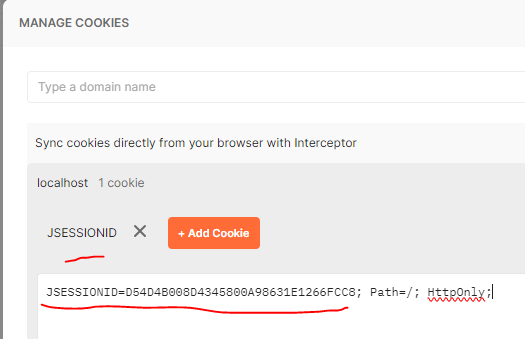 MANAGE COOKIES
Type a domain name
Sync cookies directly from your browser with Interceptor
localhost 1 cookie
JSESSIONID ✕ + Add Cookie
JSESSIONID=D54D4B008D4345800A98631E1266FCC8; Path=/; HttpOnly;